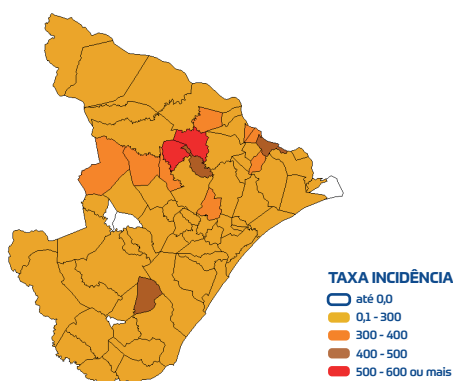 TAXA INCIDÊNCIA
até 0,0
0,1 - 300
300 - 400
400 - 500
500 - 600 ou mais